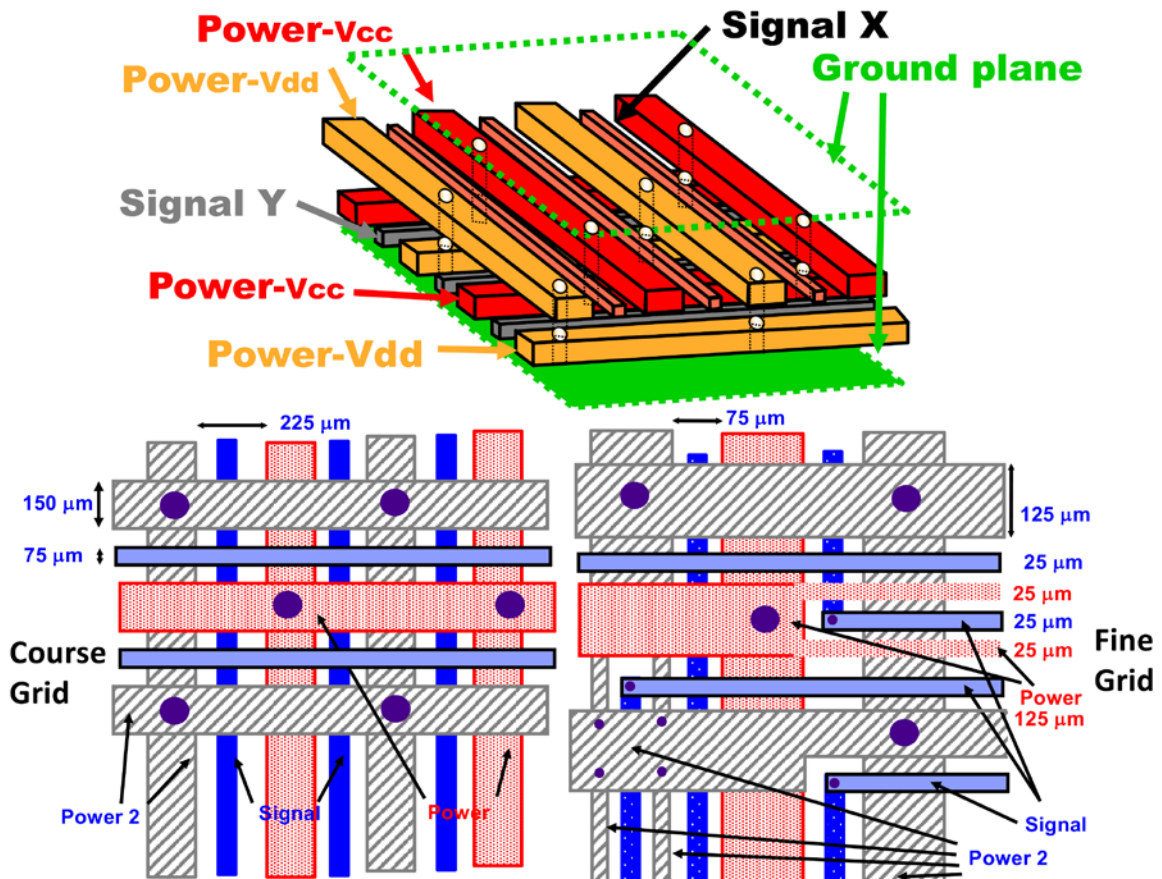 Power-Vcc
Signal X
Power-Vdd
Ground plane
Signal Y
Power-Vcc
Power-Vdd
225 μm
75 μm
150 μm
125 μm
75 μm
25 μm
25 μm
25 μm
25 μm
Course
Grid
Fine
Grid
Power
125 μm
Power 2
Signal
Power
Signal
Power 2